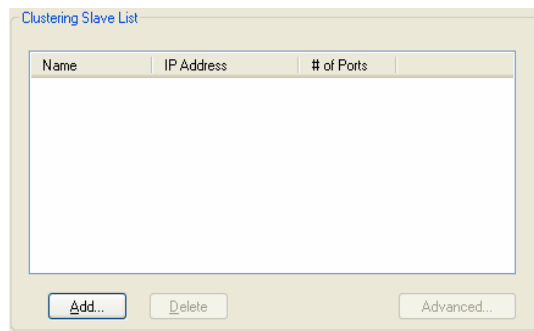 Clustering Slave List
Name IP Address # of Ports
Add... Delete Advanced...